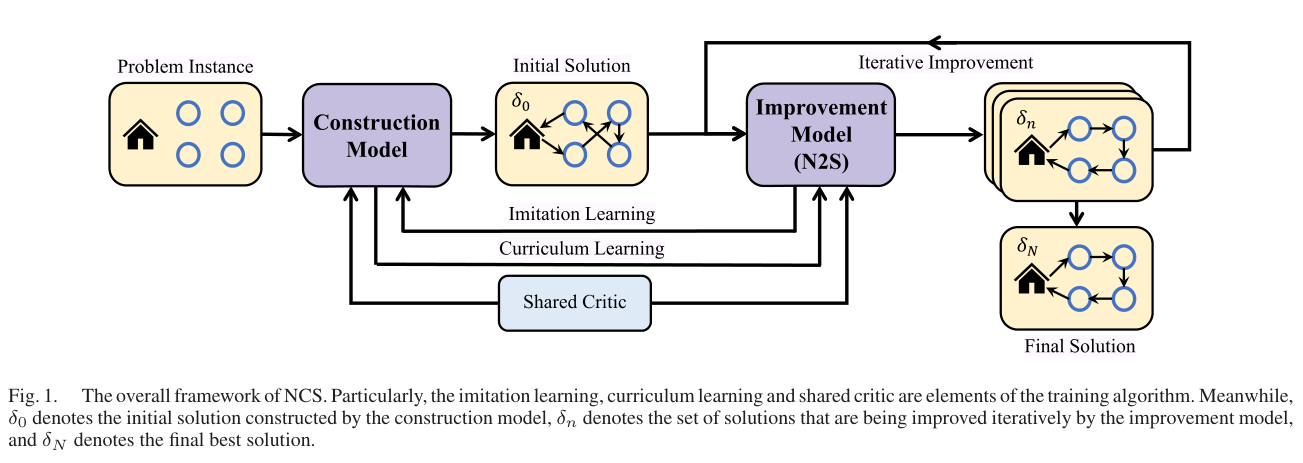 Problem Instance
Construction
Model
Initial Solution
δ0
Iterative Improvement
Improvement
Model
(N2S)
δn
Imitation Learning
Curriculum Learning
Shared Critic
δN
Final Solution
Fig. 1. The overall framework of NCS. Particularly, the imitation learning, curriculum learning and shared critic are elements of the training algorithm. Meanwhile,
δ0 denotes the initial solution constructed by the construction model, δn denotes the set of solutions that are being improved iteratively by the improvement model,
and δN denotes the final best solution.